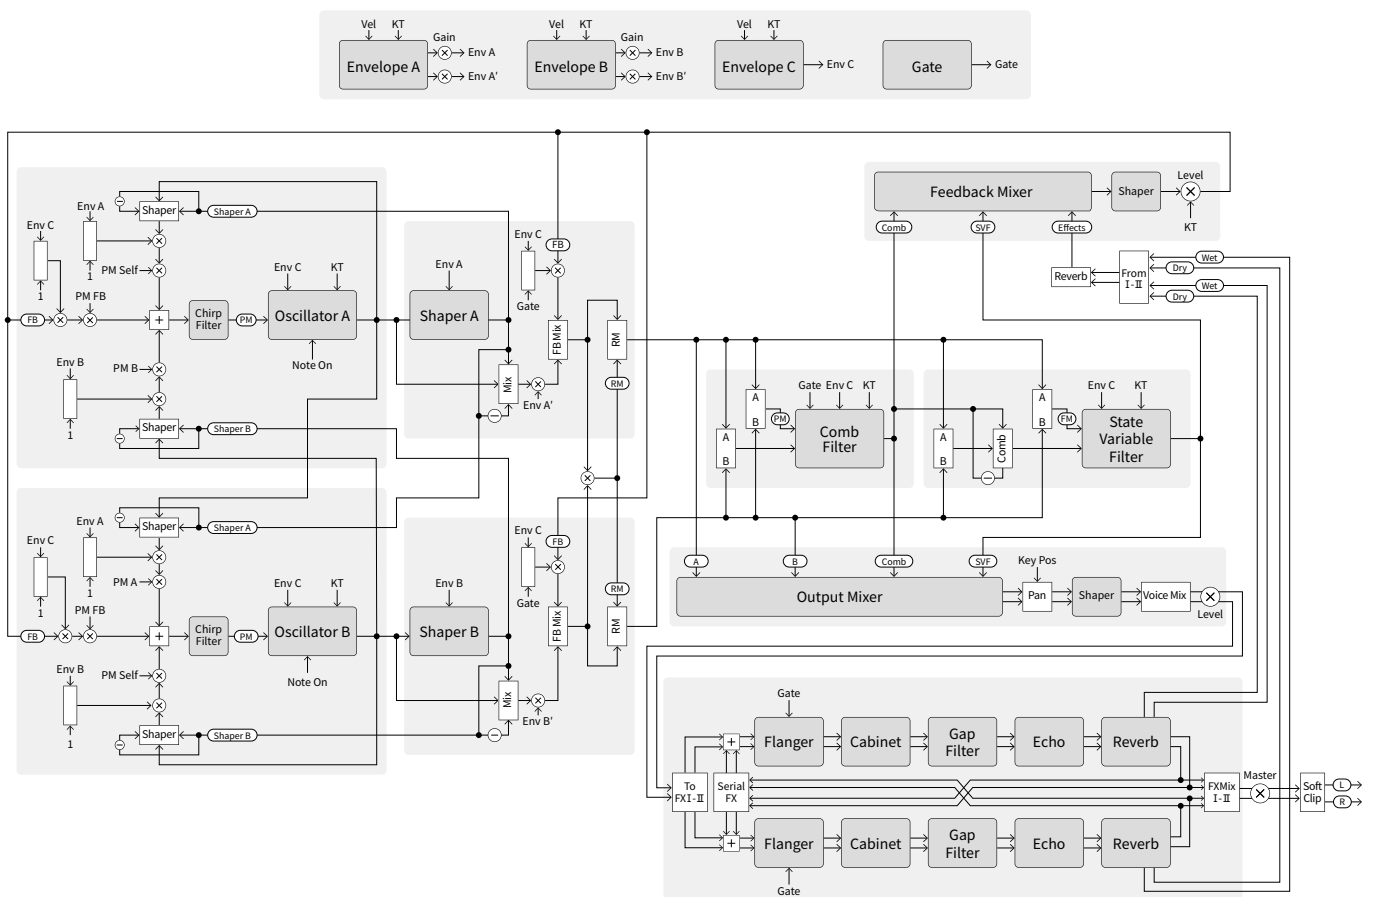 Vel KT
Gain
Envelope A
Env A
Env A'
Vel KT
Gain
Envelope B
Env B
Env B'
Vel KT
Envelope C
Env C
Gate
Gate
Feedback Mixer
Shaper
Level
KT
Comb
SVF
Effects
Reverb
From
I-II
Wet
Dry
Wet
Dry
Env C
Env A
Shaper
Shaper A
1
1
PM Self
PM FB
FB
+
Chirp
Filter
PM
Env C KT
Oscillator A
Note On
Env B
PM B
1
Shaper
Shaper B
Env A
Shaper A
Env C
Gate
FB
FB Mix
Mix
Env A'
RM
RM
Env C
Env A
Shaper
Shaper A
1
1
PM A
PM FB
FB
+
Chirp
Filter
PM
Env C KT
Oscillator B
Note On
Env B
PM Self
1
Shaper
Shaper B
Env B
Shaper B
Env C
Gate
FB
FB Mix
Mix
Env B'
RM
RM
A
B
A
B
PM
Gate Env C KT
Comb
Filter
A
B
Comb
A
B
FM
Env C KT
State
Variable
Filter
A
B
Comb
SVF
Output Mixer
Key Pos
Pan
Shaper
Voice Mix
Level
Gate
+
Flanger
Cabinet
Gap
Filter
Echo
Reverb
To
FX I-II
Serial
FX
FXMix
I-II
Master
Soft
Clip
L
R
+
Flanger
Cabinet
Gap
Filter
Echo
Reverb
Gate